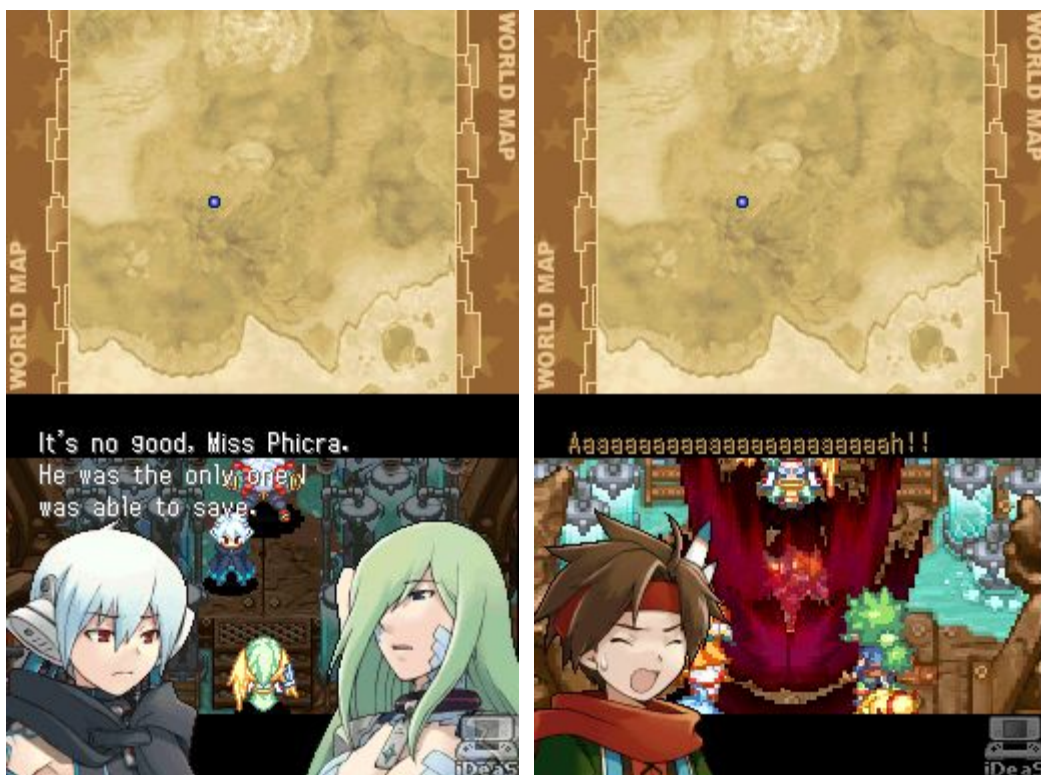 WORLD MAP
WORLD MAP
It's no good, Miss Phicra.
He was the only one I
was able to save.
iDeaS
WORLD MAP
WORLD MAP
Aaaaaaaaaaaaaaaaaaaaaaaah!!
iDeaS